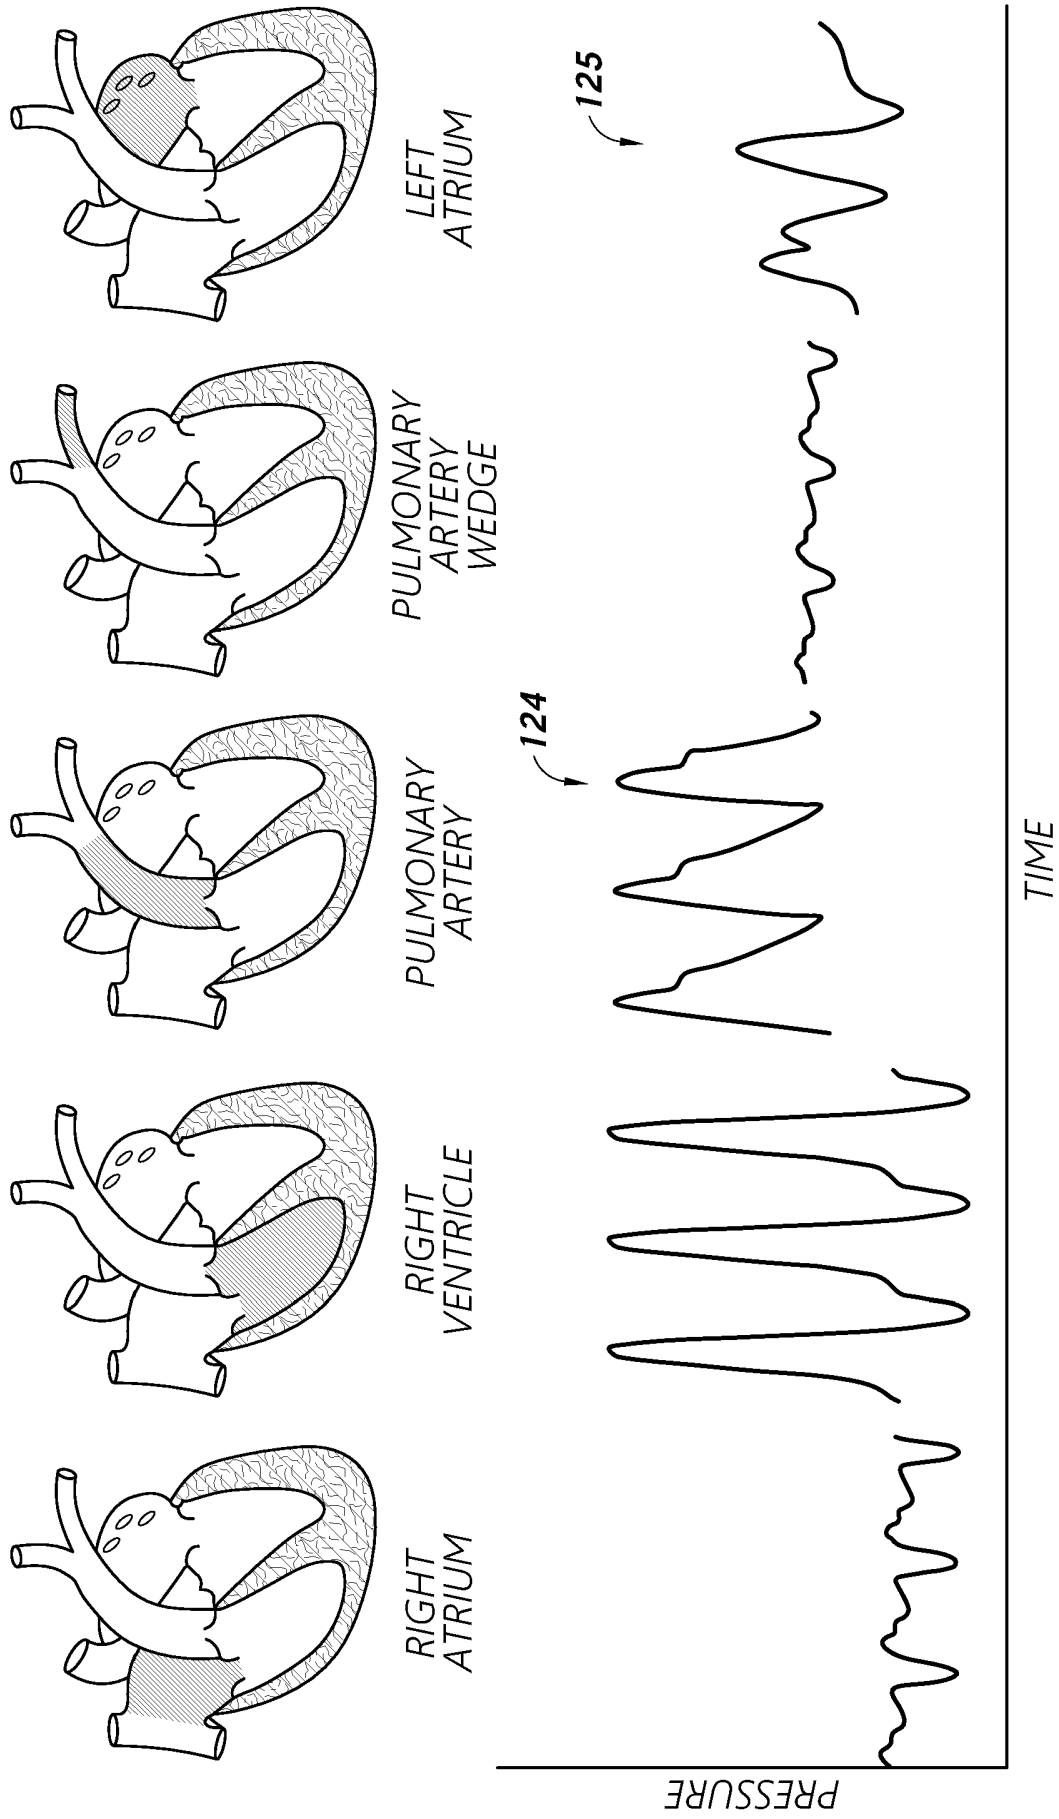 RIGHT
ATRIUM
RIGHT
VENTRICLE
PULMONARY
ARTERY
PULMONARY
ARTERY
WEDGE
LEFT
ATRIUM
124
125
PRESSURE
TIME